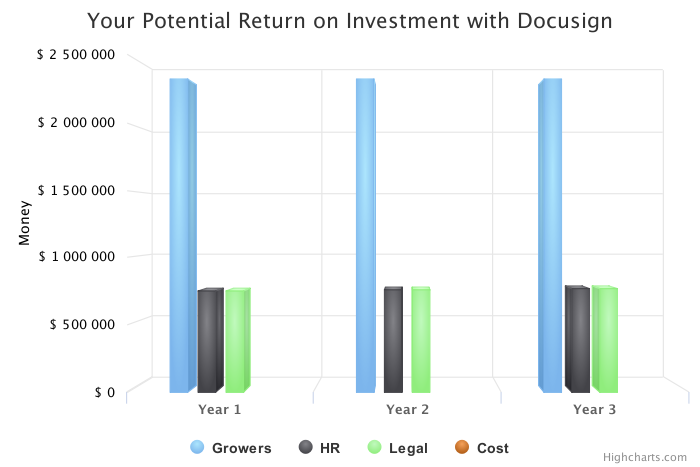 Your Potential Return on Investment with Docusign
$ 2 500 000
$ 2 000 000
$ 1 500 000
$ 1 000 000
$ 500 000
$ 0
Money
Year 1
Year 2
Year 3
Growers
HR
Legal
Cost
Highcharts.com